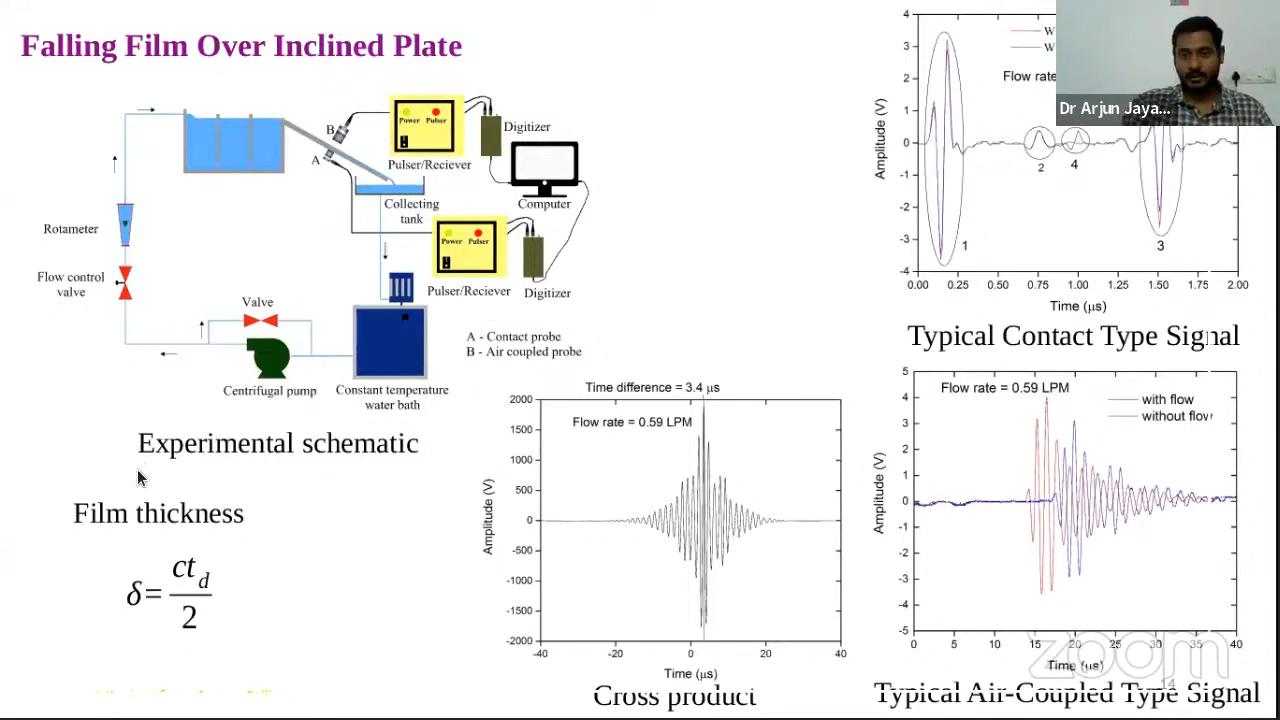 Falling Film Over Inclined Plate
B
A
Power Pulser
Pulser/Reciever
Digitizer
Computer
Collecting
tank
Rotameter
Flow control
valve
Power Pulser
Pulser/Reciever
Digitizer
Valve
A - Contact probe
B - Air coupled probe
Centrifugal pump
Constant temperature
water bath
Experimental schematic
Film thickness
δ= ct_d / 2
Time difference = 3.4 μs
Flow rate = 0.59 LPM
Amplitude (V)
2000
1500
1000
500
0
-500
-1000
-1500
-2000
-40 -20 0 20 40
Time (μs)
Cross product
Flow rate
Dr Arjun Jaya...
Amplitude (V)
4
3
2
1
0
-1
-2
-3
-4
1
2
4
3
0.00 0.25 0.50 0.75 1.00 1.25 1.50 1.75 2.00
Time (μs)
Typical Contact Type Signal
Flow rate = 0.59 LPM
with flow
without flow
Amplitude (V)
5
4
3
2
1
0
-1
-2
-3
-4
-5
0 5 10 15 20 25 30 35 40
Time (μs)
zoom
14
Typical Air-Coupled Type Signal